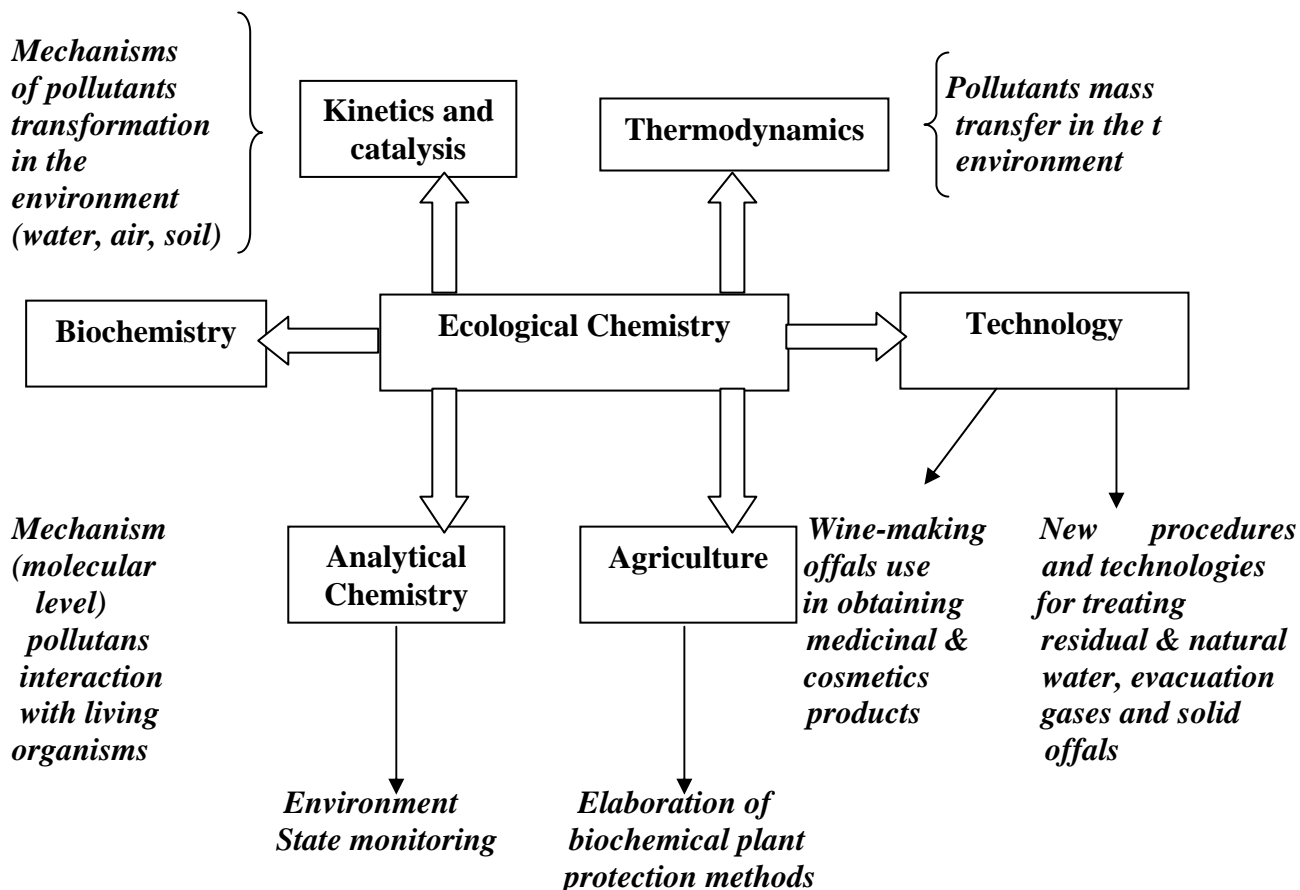 Mechanisms
of pollutants
transformation
in the
environment
(water, air, soil)
Kinetics and
catalysis
Thermodynamics
Pollutants mass
transfer in the t
environment
Biochemistry
Ecological Chemistry
Technology
Mechanism
(molecular
level)
pollutans
interaction
with living
organisms
Analytical
Chemistry
Agriculture
Wine-making
offals use
in obtaining
medicinal &
cosmetics
products
New procedures
and technologies
for treating
residual & natural
water, evacuation
gases and solid
offals
Environment
State monitoring
Elaboration of
biochemical plant
protection methods